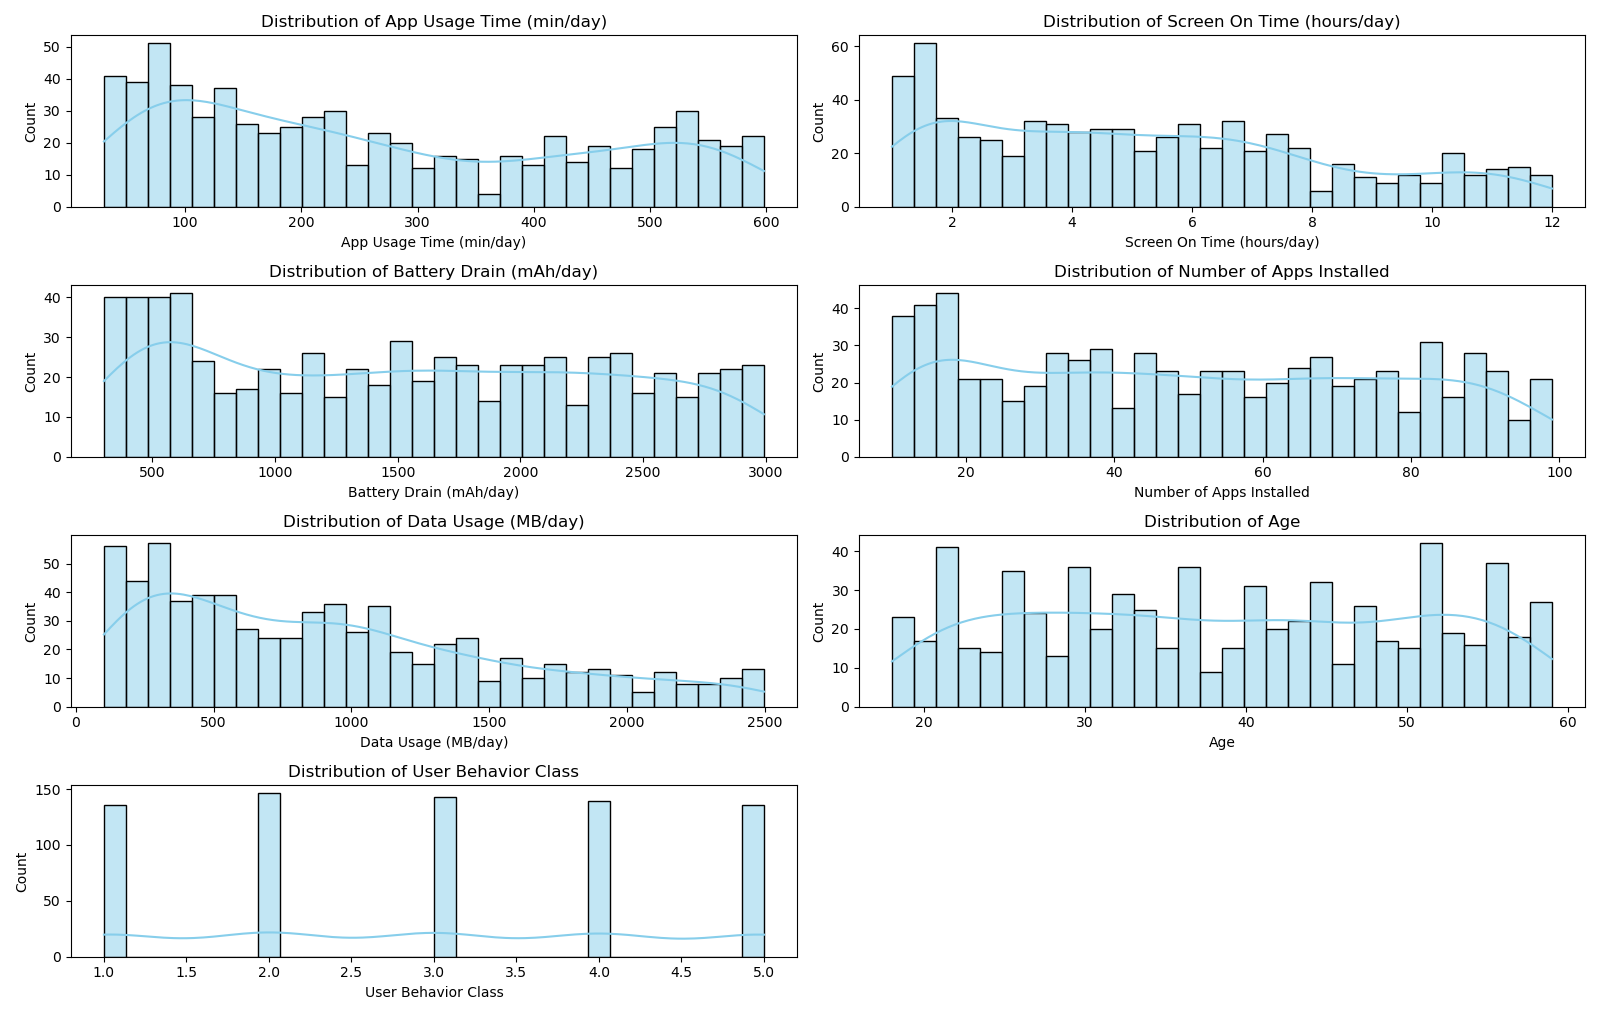 Distribution of App Usage Time (min/day)
50
40
30
20
10
0
Count
100 200 300 400 500 600
App Usage Time (min/day)
Distribution of Screen On Time (hours/day)
60
40
20
0
Count
2 4 6 8 10 12
Screen On Time (hours/day)
Distribution of Battery Drain (mAh/day)
40
30
20
10
0
Count
500 1000 1500 2000 2500 3000
Battery Drain (mAh/day)
Distribution of Number of Apps Installed
40
30
20
10
0
Count
20 40 60 80 100
Number of Apps Installed
Distribution of Data Usage (MB/day)
50
40
30
20
10
0
Count
0 500 1000 1500 2000 2500
Data Usage (MB/day)
Distribution of Age
40
30
20
10
0
Count
20 30 40 50 60
Age
Distribution of User Behavior Class
150
100
50
0
Count
1.0 1.5 2.0 2.5 3.0 3.5 4.0 4.5 5.0
User Behavior Class